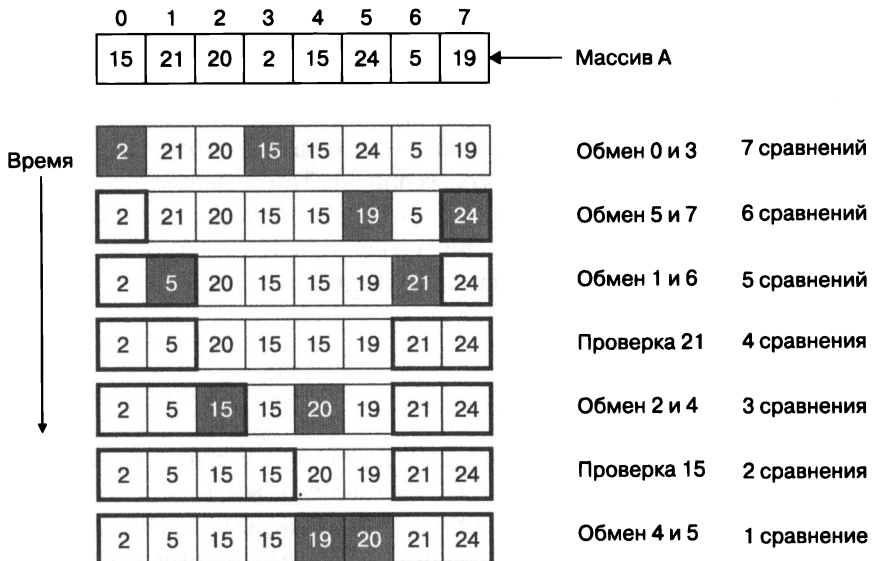 0 1 2 3 4 5 6 7
15 21 20 2 15 24 5 19 Массив А
2 21 20 15 15 24 5 19 Обмен 0 и 3 7 сравнений
Время
2 21 20 15 15 19 5 24 Обмен 5 и 7 6 сравнений
2 5 20 15 15 19 21 24 Обмен 1 и 6 5 сравнений
2 5 20 15 15 19 21 24 Проверка 21 4 сравнения
2 5 15 15 20 19 21 24 Обмен 2 и 4 3 сравнения
2 5 15 15 20 19 21 24 Проверка 15 2 сравнения
2 5 15 15 19 20 21 24 Обмен 4 и 5 1 сравнение